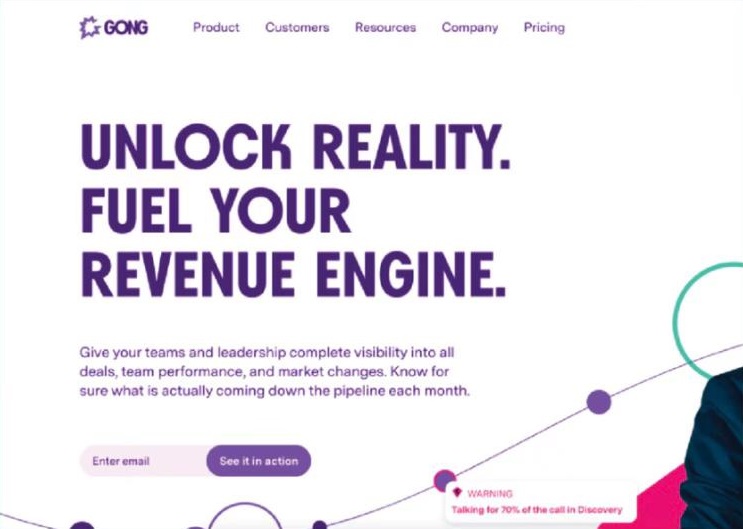 GONG
Product Customers Resources Company Pricing
UNLOCK REALITY.
FUEL YOUR
REVENUE ENGINE.
Give your teams and leadership complete visibility into all
deals, team performance, and market changes. Know for
sure what is actually coming down the pipeline each month.
Enter email See it in action
WARNING
Talking for 70% of the call in Discovery